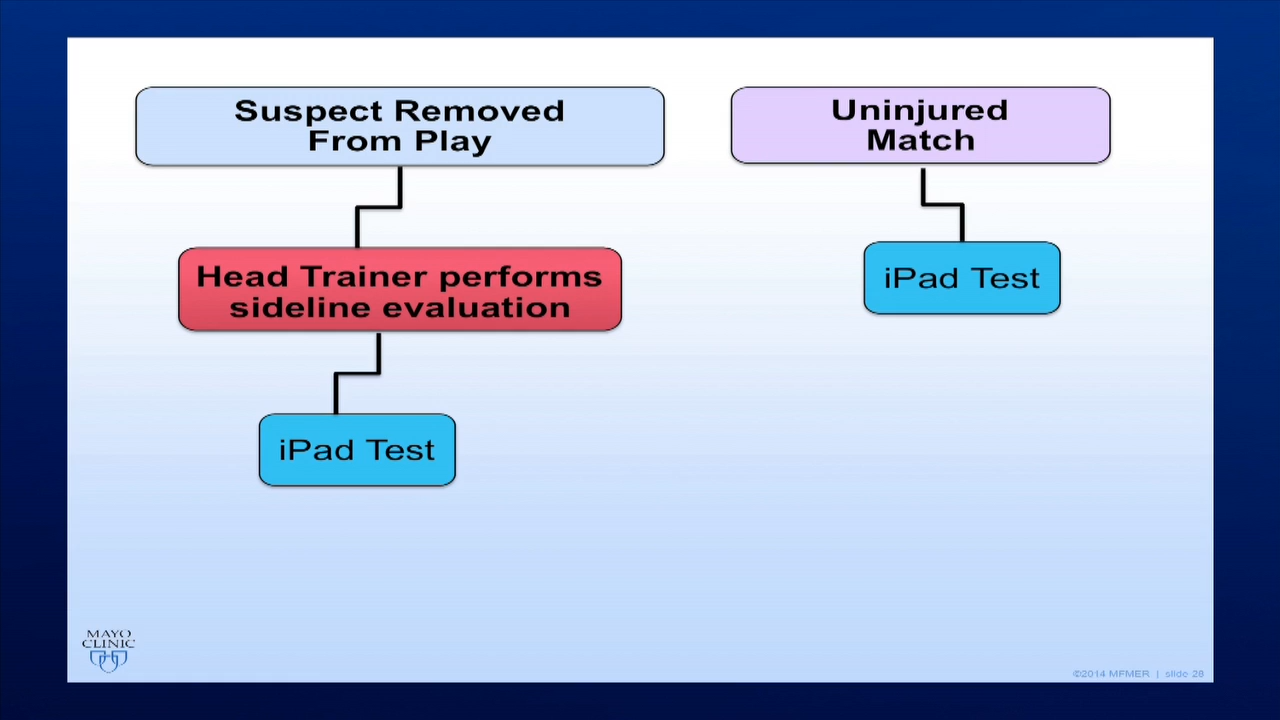 Suspect Removed
From Play
Uninjured
Match
Head Trainer performs
sideline evaluation
iPad Test
iPad Test
MAYO
CLINIC
©2014 MFMER | slide-28